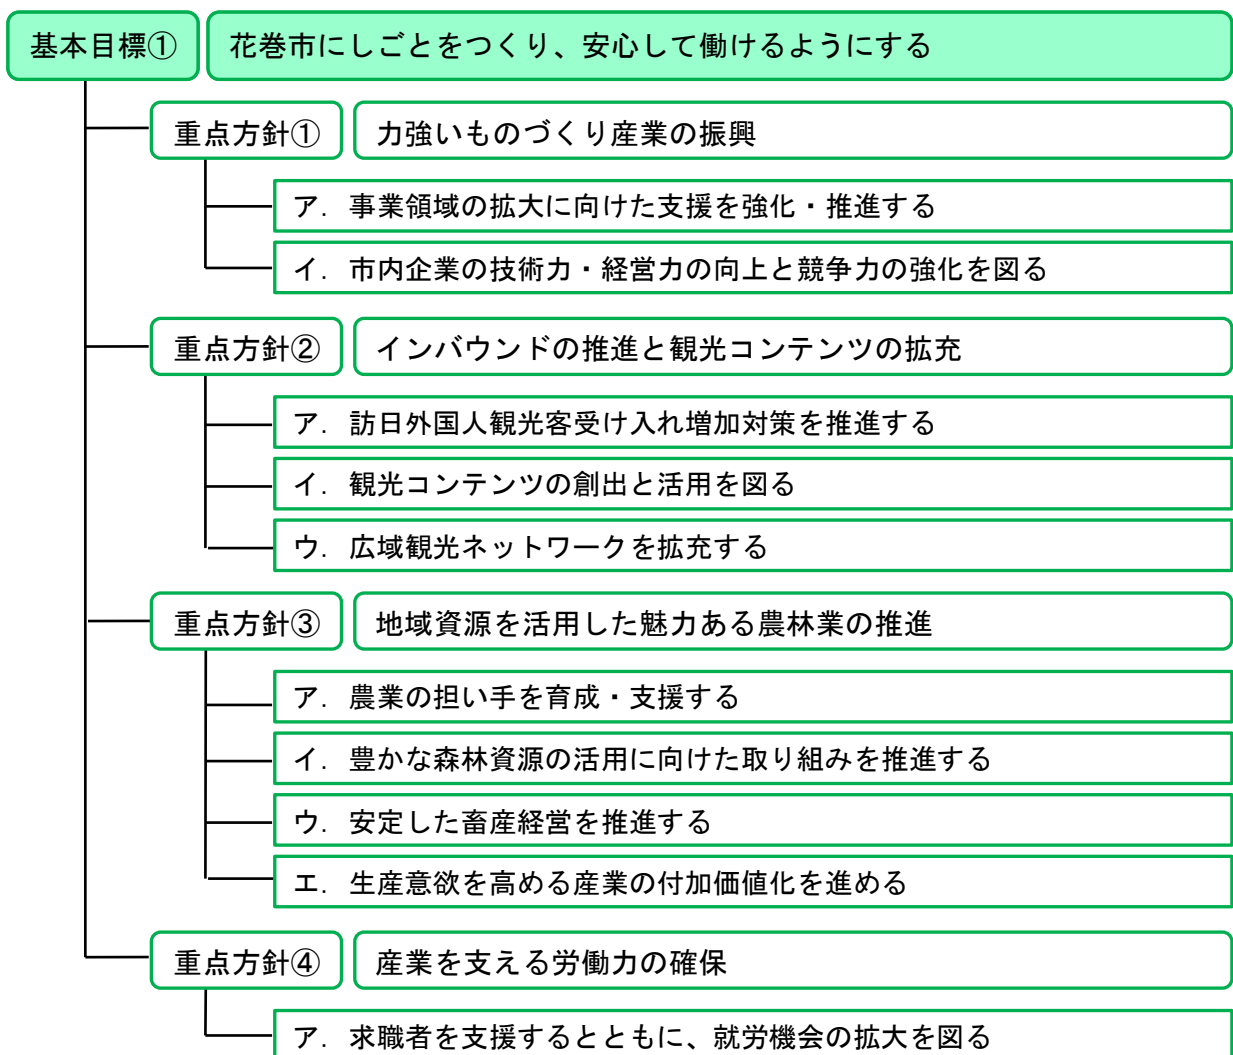 基本目標① 花巻市にしごとをつくり、安心して働けるようにする
重点方針① 力強いものづくり産業の振興
ア．事業領域の拡大に向けた支援を強化・推進する
イ．市内企業の技術力・経営力の向上と競争力の強化を図る
重点方針② インバウンドの推進と観光コンテンツの拡充
ア．訪日外国人観光客受け入れ増加対策を推進する
イ．観光コンテンツの創出と活用を図る
ウ．広域観光ネットワークを拡充する
重点方針③ 地域資源を活用した魅力ある農林業の推進
ア．農業の担い手を育成・支援する
イ．豊かな森林資源の活用に向けた取り組みを推進する
ウ．安定した畜産経営を推進する
エ．生産意欲を高める産業の付加価値化を進める
重点方針④ 産業を支える労働力の確保
ア．求職者を支援するとともに、就労機会の拡大を図る